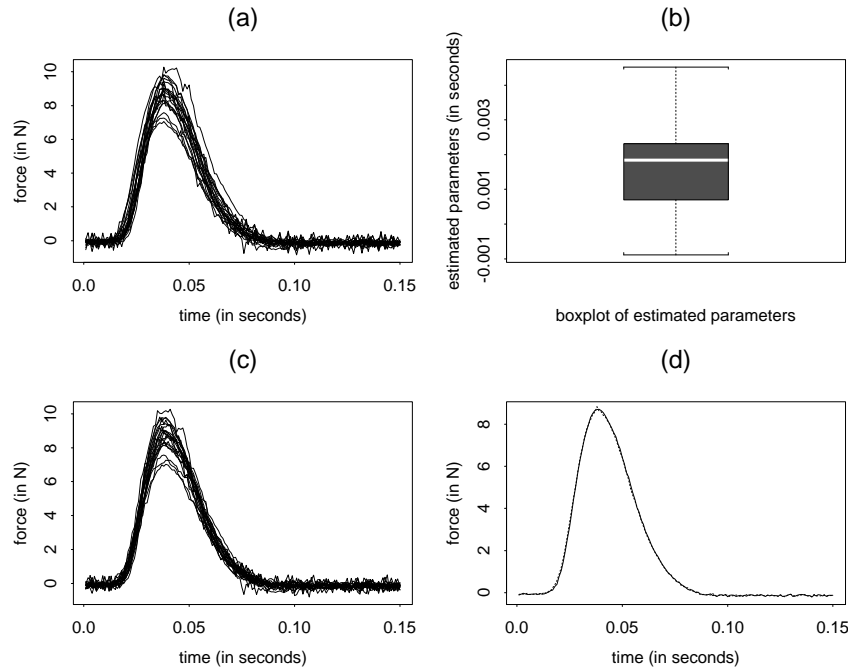 (a)
force (in N)
0 2 4 6 8 10
0.0 0.05 0.10 0.15
time (in seconds)
(b)
estimated parameters (in seconds)
-0.001 0.001 0.003
boxplot of estimated parameters
(c)
force (in N)
0 2 4 6 8 10
0.0 0.05 0.10 0.15
time (in seconds)
(d)
force (in N)
0 2 4 6 8
0.0 0.05 0.10 0.15
time (in seconds)